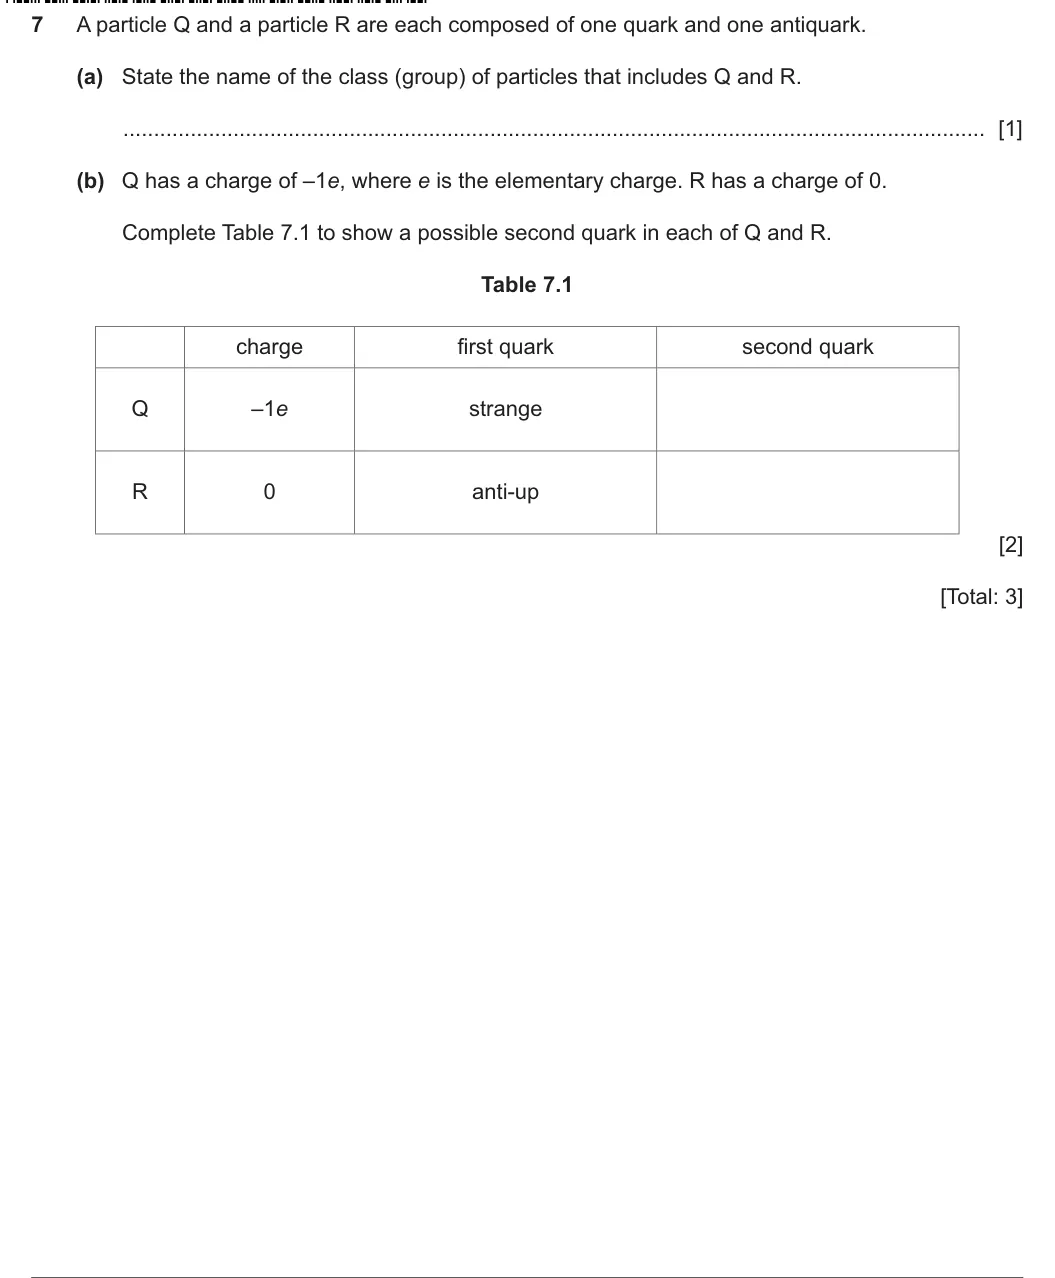 7 A particle Q and a particle R are each composed of one quark and one antiquark.
(a) State the name of the class (group) of particles that includes Q and R.
............................................................................................................................................. [1]
(b) Q has a charge of –1e, where e is the elementary charge. R has a charge of 0.
Complete Table 7.1 to show a possible second quark in each of Q and R.
Table 7.1
charge first quark second quark
Q –1e strange
R 0 anti-up
[2]
[Total: 3]